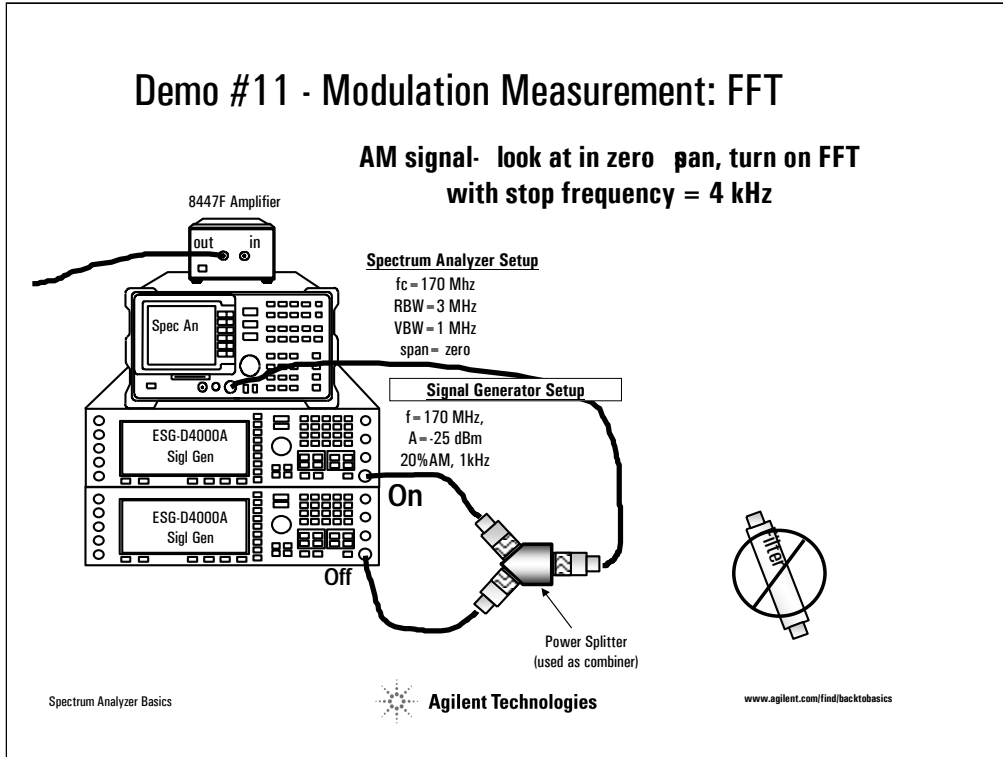 Demo #11 - Modulation Measurement: FFT
AM signal- look at in zero span, turn on FFT
with stop frequency = 4 kHz
8447F Amplifier
out in
Spec An
Spectrum Analyzer Setup
fc=170 Mhz
RBW=3 MHz
VBW=1 MHz
span= zero
Signal Generator Setup
f=170 MHz,
A=-25 dBm
20%AM, 1kHz
ESG-D4000A
Sigl Gen
On
ESG-D4000A
Sigl Gen
Off
Filter
Power Splitter
(used as combiner)
Spectrum Analyzer Basics
Agilent Technologies
www.agilent.com/find/backtobasics